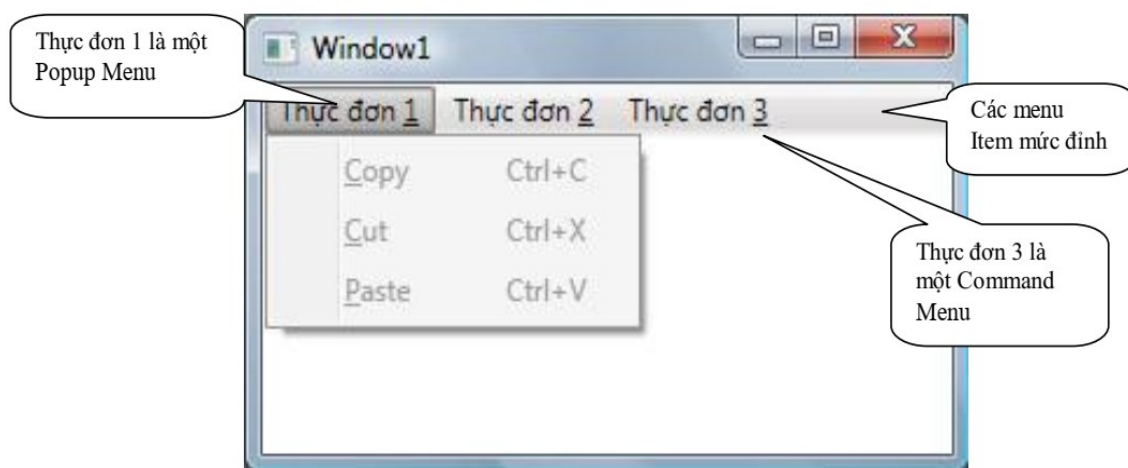 Thực đơn 1 là một
Popup Menu
Window1
Thực đơn 1 Thực đơn 2 Thực đơn 3
Các menu
Item mức đỉnh
Copy Ctrl+C
Cut Ctrl+X
Paste Ctrl+V
Thực đơn 3 là
một Command
Menu